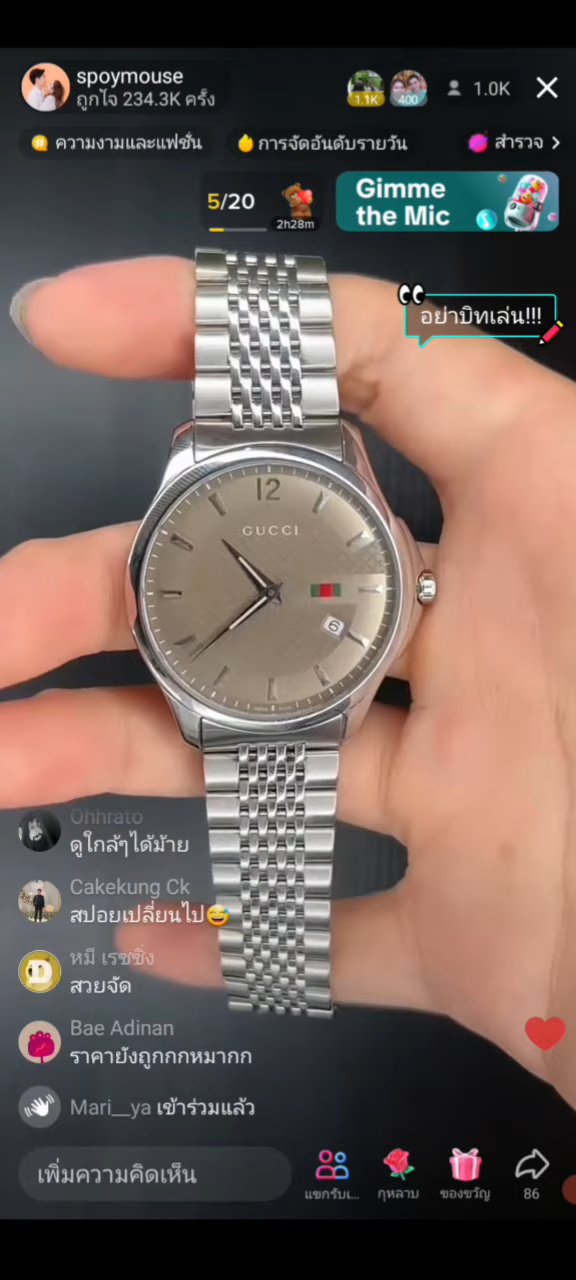 spoymouse
ถูกใจ 234.3K ครั้ง
1.1K
400
1.0K
ความงามและแฟชั่น
การจัดอันดับรายวัน
สำรวจ
5/20
2h28m
Gimme
the Mic
อย่าบิทเล่น!!!
12
GUCCI
6
Ohhrato
ดูใกล้ๆได้ม้าย
Cakekung Ck
สปอยเปลี่ยนไป😅
หมี เรซซิ่ง
สวยจัด
Bae Adinan
ราคายังถูกกกหมากก
Mari__ya เข้าร่วมแล้ว
เพิ่มความคิดเห็น
แขกรับเ...
กุหลาบ
ของขวัญ
86